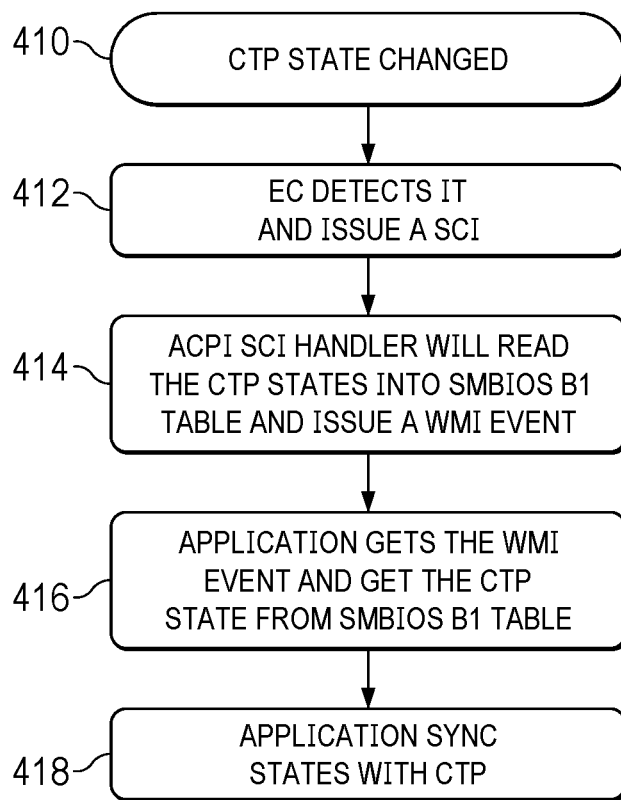 410
CTP STATE CHANGED
412
EC DETECTS IT
AND ISSUE A SCI
414
ACPI SCI HANDLER WILL READ
THE CTP STATES INTO SMBIOS B1
TABLE AND ISSUE A WMI EVENT
416
APPLICATION GETS THE WMI
EVENT AND GET THE CTP
STATE FROM SMBIOS B1 TABLE
418
APPLICATION SYNC
STATES WITH CTP